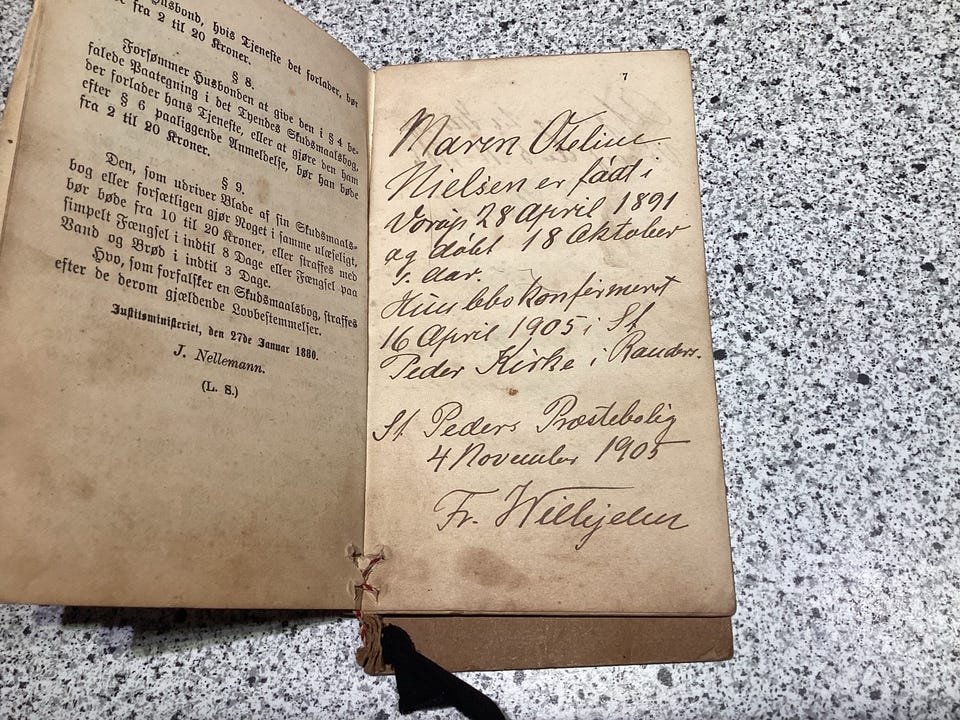 Husbond, hvis Tjeneste det forlader, bør
fra 2 til 20 Kroner.
§ 8.
Forsømmer Husbonden at give den i § 4 be-
falede Paategning i det Tyendes Skudsmaalsbog,
der forlader hans Tjeneste, eller at gjøre den ham
efter § 6 paaliggende Anmeldelse, bør han bøde
fra 2 til 20 Kroner.
§ 9.
Den, som udriver Blade af sin Skudsmaals-
bog eller forsætligen gjør Noget i samme ulæseligt,
bør bøde fra 10 til 20 Kroner, eller straffes med
simpelt Fængsel i indtil 8 Dage eller Fængsel paa
Vand og Brød i indtil 3 Dage.
Hvo, som forfalsker en Skudsmaalsbog, straffes
efter de derom gjældende Lovbestemmelser.
Justitsministeriet, den 27de Januar 1880.
J. Nellemann.
(L. S.)
7
Maren Oteline
Nielsen er født i
Vorup 28 April 1891
og døbt 18 Oktober
s. aar.
Hun blev konfirmeret
16 April 1905 i St
Peder Kirke i Randers.
St. Peders Præstebolig
4 November 1905
Fr. Wilhjelm